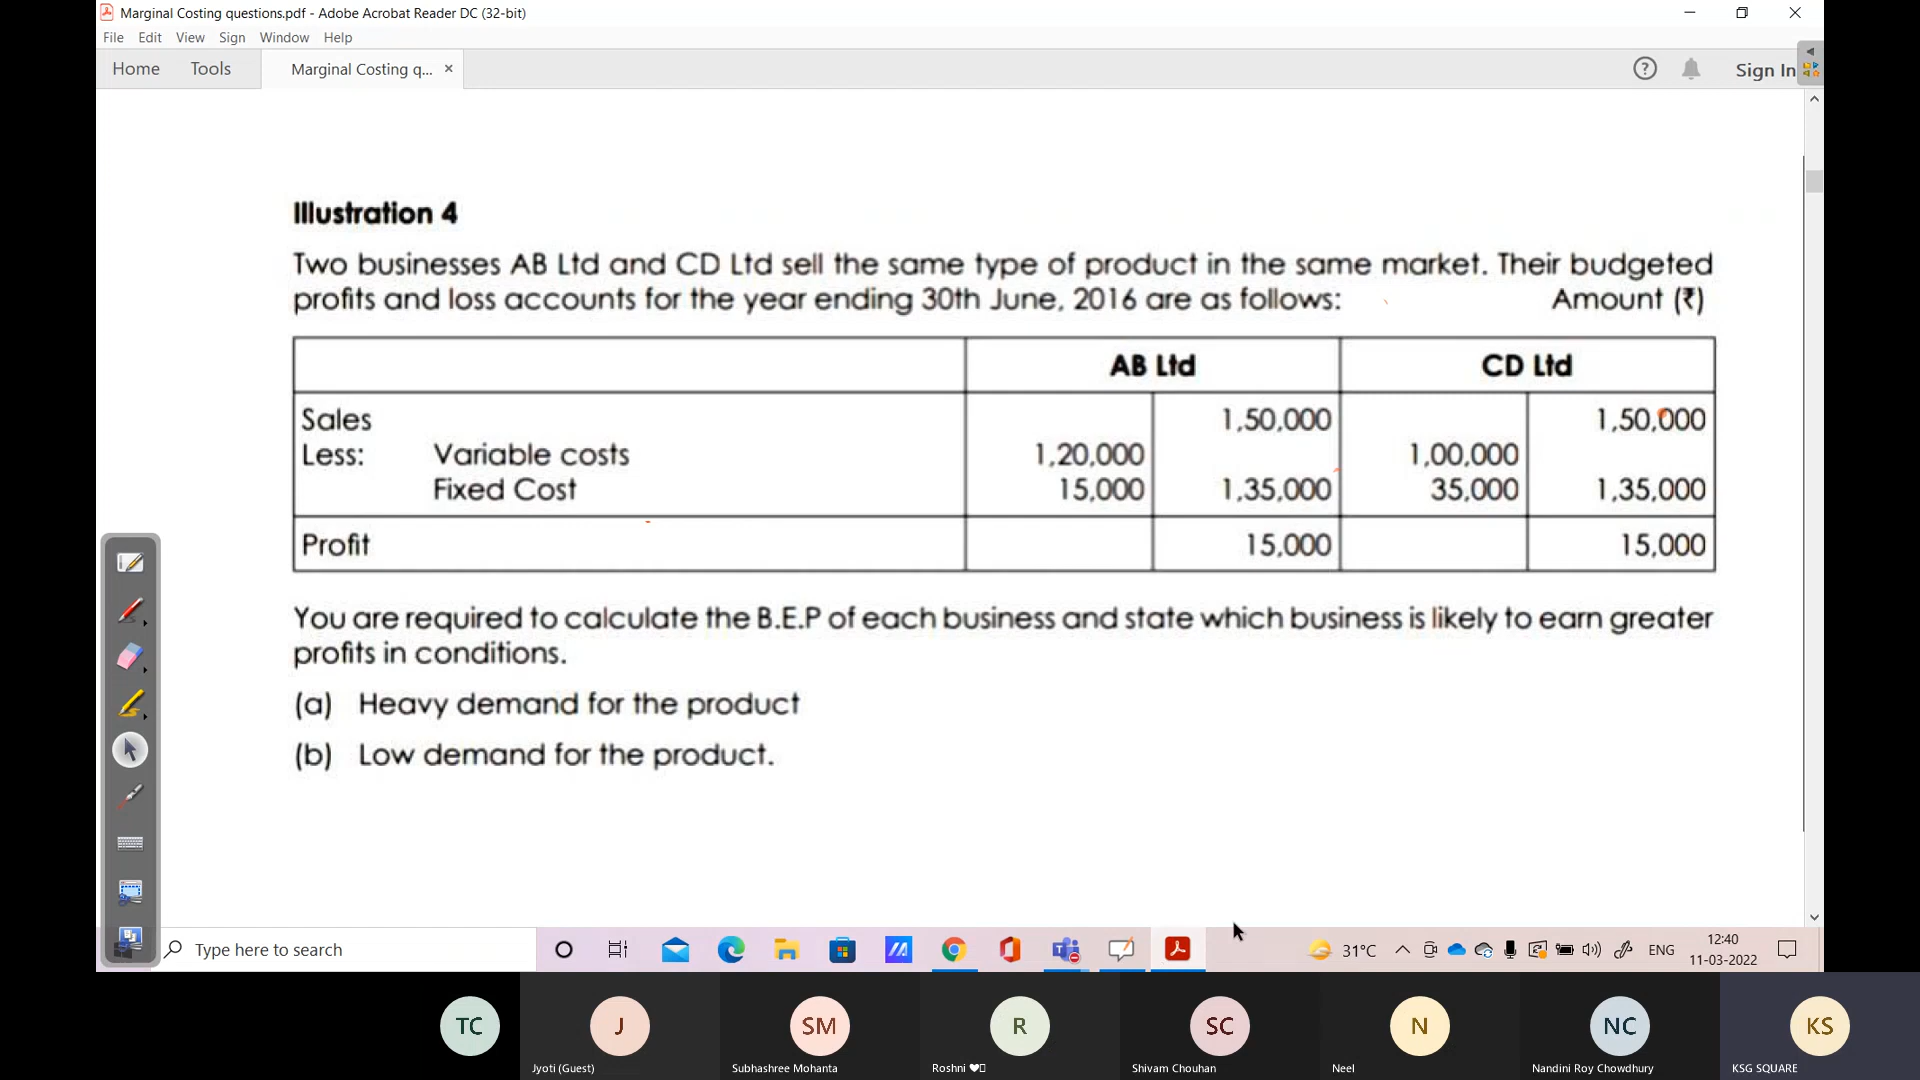 Marginal Costing questions.pdf - Adobe Acrobat Reader DC (32-bit)
File Edit View Sign Window Help
Home Tools Marginal Costing q... × Sign In
Illustration 4
Two businesses AB Ltd and CD Ltd sell the same type of product in the same market. Their budgeted
profits and loss accounts for the year ending 30th June, 2016 are as follows: Amount (₹)
AB Ltd CD Ltd
Sales 1,50,000 1,50,000
Less: Variable costs 1,20,000 1,00,000
Fixed Cost 15,000 1,35,000 35,000 1,35,000
Profit 15,000 15,000
You are required to calculate the B.E.P of each business and state which business is likely to earn greater
profits in conditions.
(a) Heavy demand for the product
(b) Low demand for the product.
Type here to search 31°C ENG 12:40
11-03-2022
TC J SM R SC N NC KS
Jyoti (Guest) Subhashree Mohanta Roshni ❤️ Shivam Chouhan Neel Nandini Roy Chowdhury KSG SQUARE